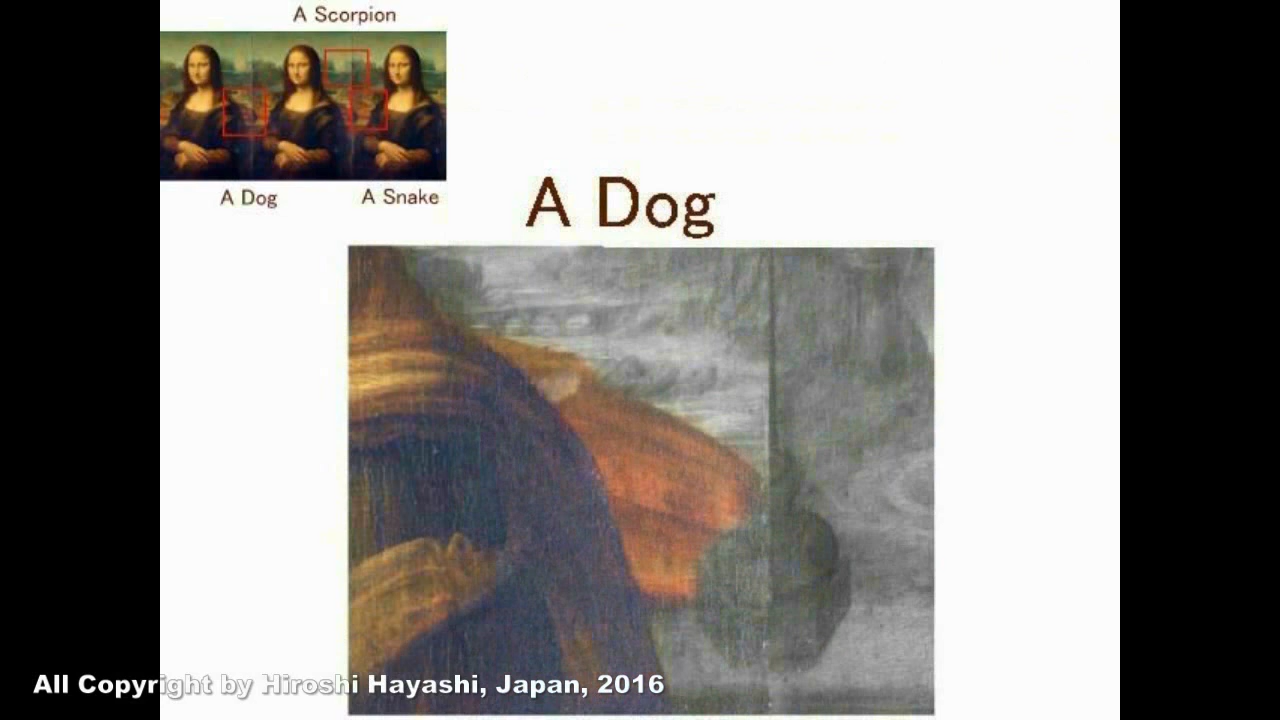 A Scorpion
A Dog
A Snake
A Dog
All Copyright by Hiroshi Hayashi, Japan, 2016